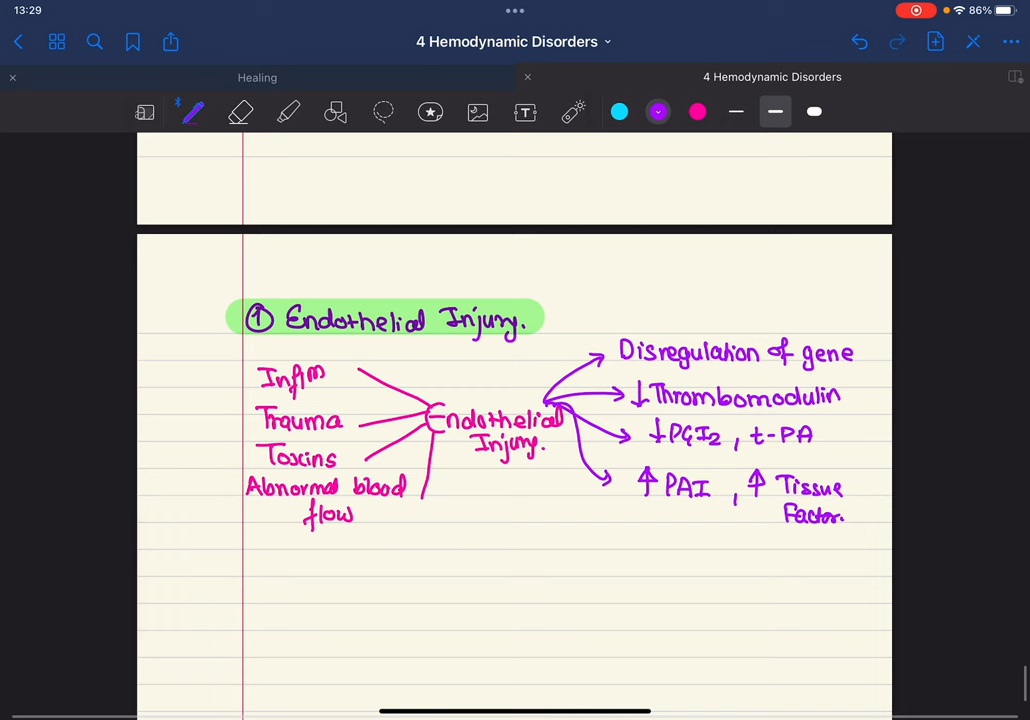 13:29
86%
4 Hemodynamic Disorders
Healing
4 Hemodynamic Disorders
① Endothelial Injury.
Infm
Trauma
Toxins
Abnormal blood
flow
Endothelial
Injury.
Disregulation of gene
↓ Thrombomodulin
↓ PGI2, t-PA
↑ PAI, ↑ Tissue
Factor.